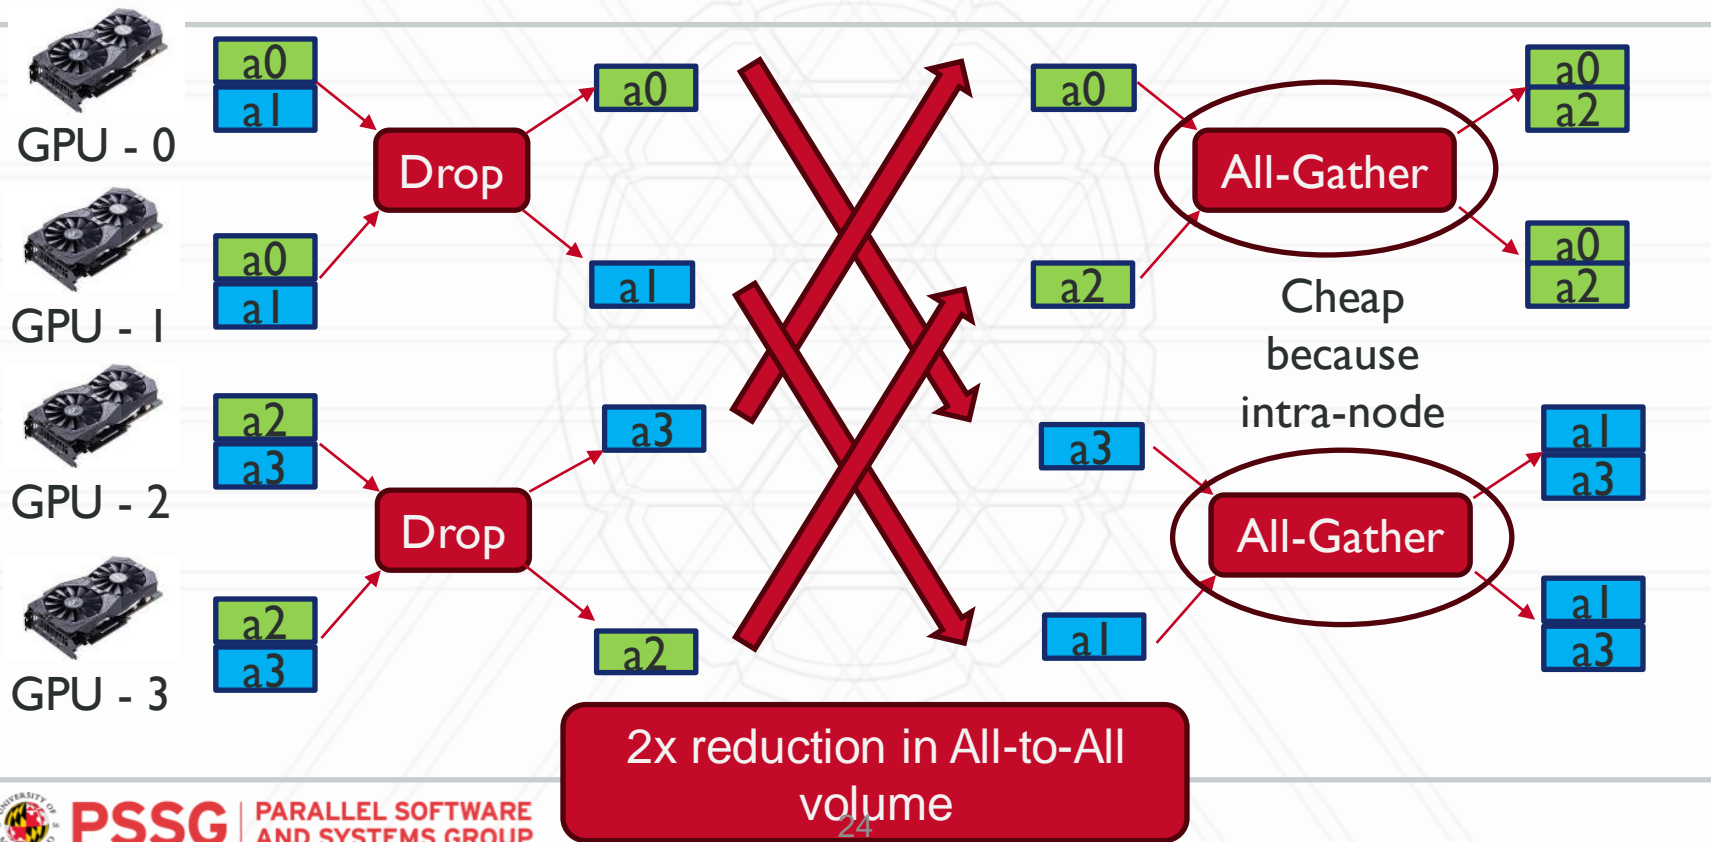 GPU - 0
GPU - 1
GPU - 2
GPU - 3
a0
a1
a0
a1
a2
a3
a2
a3
Drop
Drop
a0
a1
a3
a2
a0
a2
a3
a1
All-Gather
Cheap
because
intra-node
All-Gather
a0
a2
a0
a2
a1
a3
a1
a3
2x reduction in All-to-All
volume
24
UNIVERSITY OF
PSSG
PARALLEL SOFTWARE
AND SYSTEMS GROUP